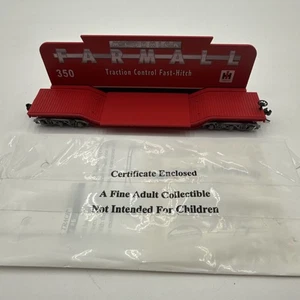 FARMALL
350
Traction Control Fast-Hitch
Certificate Enclosed
A Fine Adult Collectible
Not Intended For Children